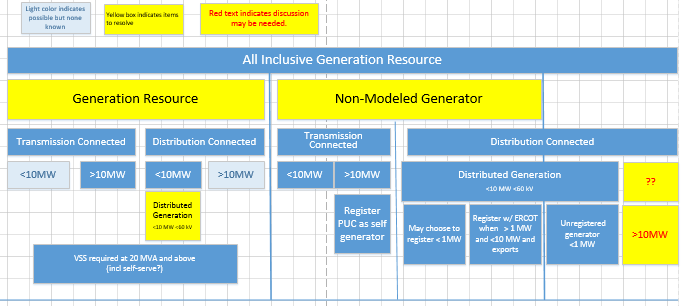 Light color indicates
possible but none
known
Yellow box indicates items
to resolve
Red text indicates discussion
may be needed.
All Inclusive Generation Resource
Generation Resource
Non-Modeled Generator
Transmission Connected
Distribution Connected
Transmission
Connected
Distribution Connected
<10MW
>10MW
<10MW
>10MW
<10MW
>10MW
Distributed Generation
<10 MW <60 kV
??
Distributed
Generation
<10 MW <60 kV
Register
PUC as self
generator
May choose to
register < 1MW
Register w/ ERCOT
when > 1 MW
and <10 MW and
exports
Unregistered
generator
<1 MW
>10MW
VSS required at 20 MVA and above
(incl self-serve?)